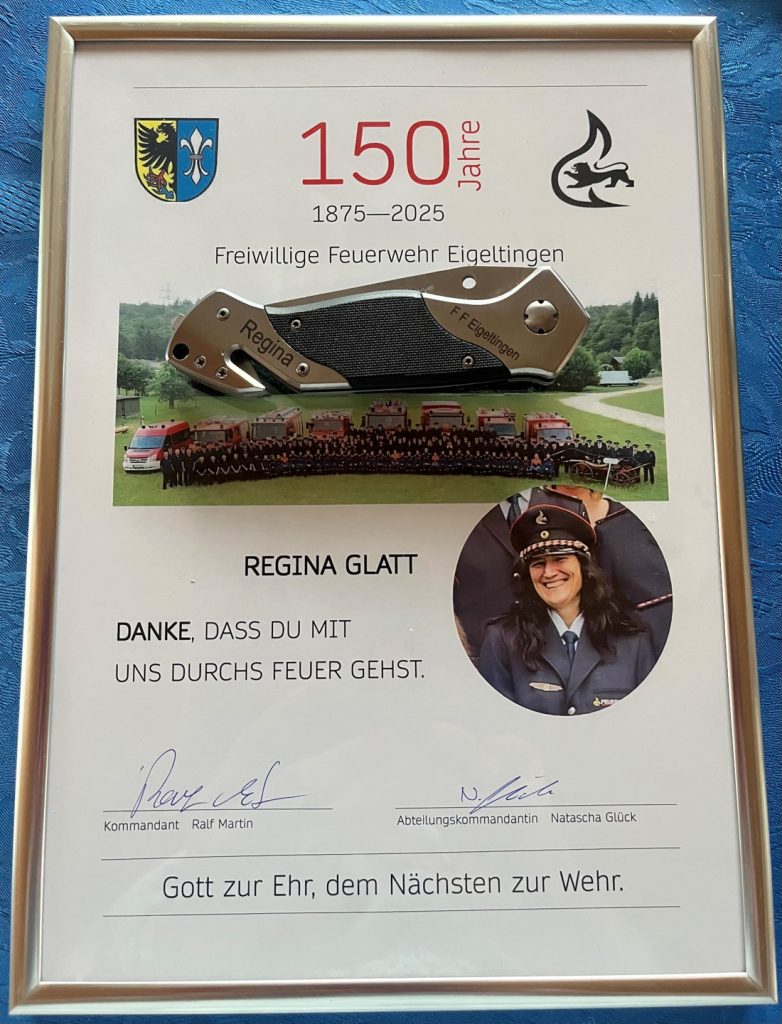 150
Jahre
1875—2025
Freiwillige Feuerwehr Eigeltingen
Regina
F F Eigeltingen
REGINA GLATT
DANKE, DASS DU MIT
UNS DURCHS FEUER GEHST.
Kommandant Ralf Martin
Abteilungskommandantin Natascha Glück
Gott zur Ehr, dem Nächsten zur Wehr.